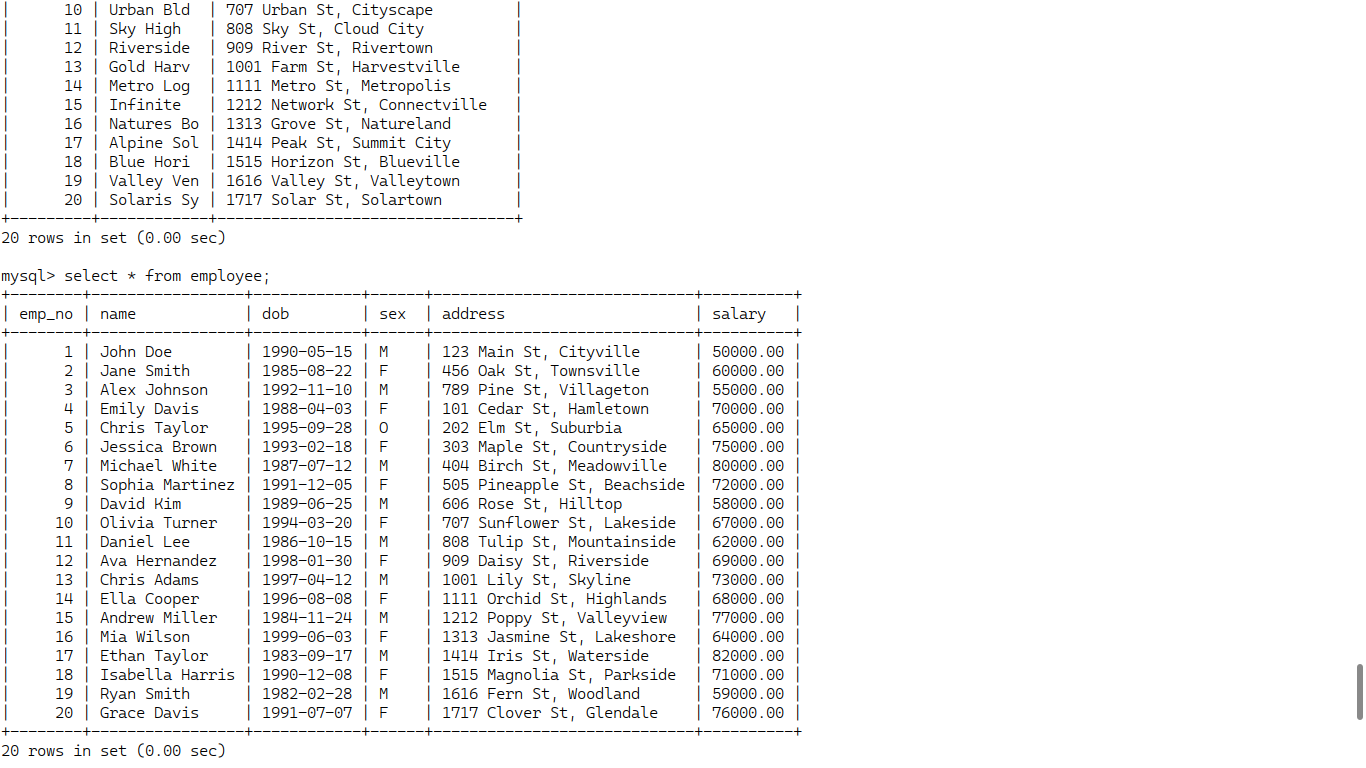 |      10 | Urban Bld  | 707 Urban St, Cityscape         |
|      11 | Sky High   | 808 Sky St, Cloud City          |
|      12 | Riverside  | 909 River St, Rivertown         |
|      13 | Gold Harv  | 1001 Farm St, Harvestville      |
|      14 | Metro Log  | 1111 Metro St, Metropolis       |
|      15 | Infinite   | 1212 Network St, Connectville   |
|      16 | Natures Bo | 1313 Grove St, Natureland       |
|      17 | Alpine Sol | 1414 Peak St, Summit City       |
|      18 | Blue Hori  | 1515 Horizon St, Blueville      |
|      19 | Valley Ven | 1616 Valley St, Valleytown      |
|      20 | Solaris Sy | 1717 Solar St, Solartown        |
+---------+------------+---------------------------------+
20 rows in set (0.00 sec)

mysql> select * from employee;
+--------+-----------------+------------+------+-----------------------------+----------+
| emp_no | name            | dob        | sex  | address                     | salary   |
+--------+-----------------+------------+------+-----------------------------+----------+
|      1 | John Doe        | 1990-05-15 | M    | 123 Main St, Cityville      | 50000.00 |
|      2 | Jane Smith      | 1985-08-22 | F    | 456 Oak St, Townsville      | 60000.00 |
|      3 | Alex Johnson    | 1992-11-10 | M    | 789 Pine St, Villageton     | 55000.00 |
|      4 | Emily Davis     | 1988-04-03 | F    | 101 Cedar St, Hamletown     | 70000.00 |
|      5 | Chris Taylor    | 1995-09-28 | O    | 202 Elm St, Suburbia        | 65000.00 |
|      6 | Jessica Brown   | 1993-02-18 | F    | 303 Maple St, Countryside   | 75000.00 |
|      7 | Michael White   | 1987-07-12 | M    | 404 Birch St, Meadowville   | 80000.00 |
|      8 | Sophia Martinez | 1991-12-05 | F    | 505 Pineapple St, Beachside | 72000.00 |
|      9 | David Kim       | 1989-06-25 | M    | 606 Rose St, Hilltop        | 58000.00 |
|     10 | Olivia Turner   | 1994-03-20 | F    | 707 Sunflower St, Lakeside  | 67000.00 |
|     11 | Daniel Lee      | 1986-10-15 | M    | 808 Tulip St, Mountainside  | 62000.00 |
|     12 | Ava Hernandez   | 1998-01-30 | F    | 909 Daisy St, Riverside     | 69000.00 |
|     13 | Chris Adams     | 1997-04-12 | M    | 1001 Lily St, Skyline       | 73000.00 |
|     14 | Ella Cooper     | 1996-08-08 | F    | 1111 Orchid St, Highlands   | 68000.00 |
|     15 | Andrew Miller   | 1984-11-24 | M    | 1212 Poppy St, Valleyview   | 77000.00 |
|     16 | Mia Wilson      | 1999-06-03 | F    | 1313 Jasmine St, Lakeshore  | 64000.00 |
|     17 | Ethan Taylor    | 1983-09-17 | M    | 1414 Iris St, Waterside     | 82000.00 |
|     18 | Isabella Harris | 1990-12-08 | F    | 1515 Magnolia St, Parkside  | 71000.00 |
|     19 | Ryan Smith      | 1982-02-28 | M    | 1616 Fern St, Woodland      | 59000.00 |
|     20 | Grace Davis     | 1991-07-07 | F    | 1717 Clover St, Glendale    | 76000.00 |
+--------+-----------------+------------+------+-----------------------------+----------+
20 rows in set (0.00 sec)